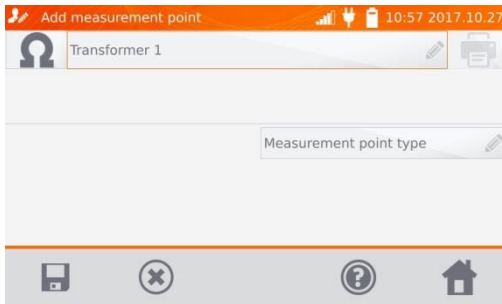 Add measurement point
10:57 2017.10.27
Transformer 1
Measurement point type